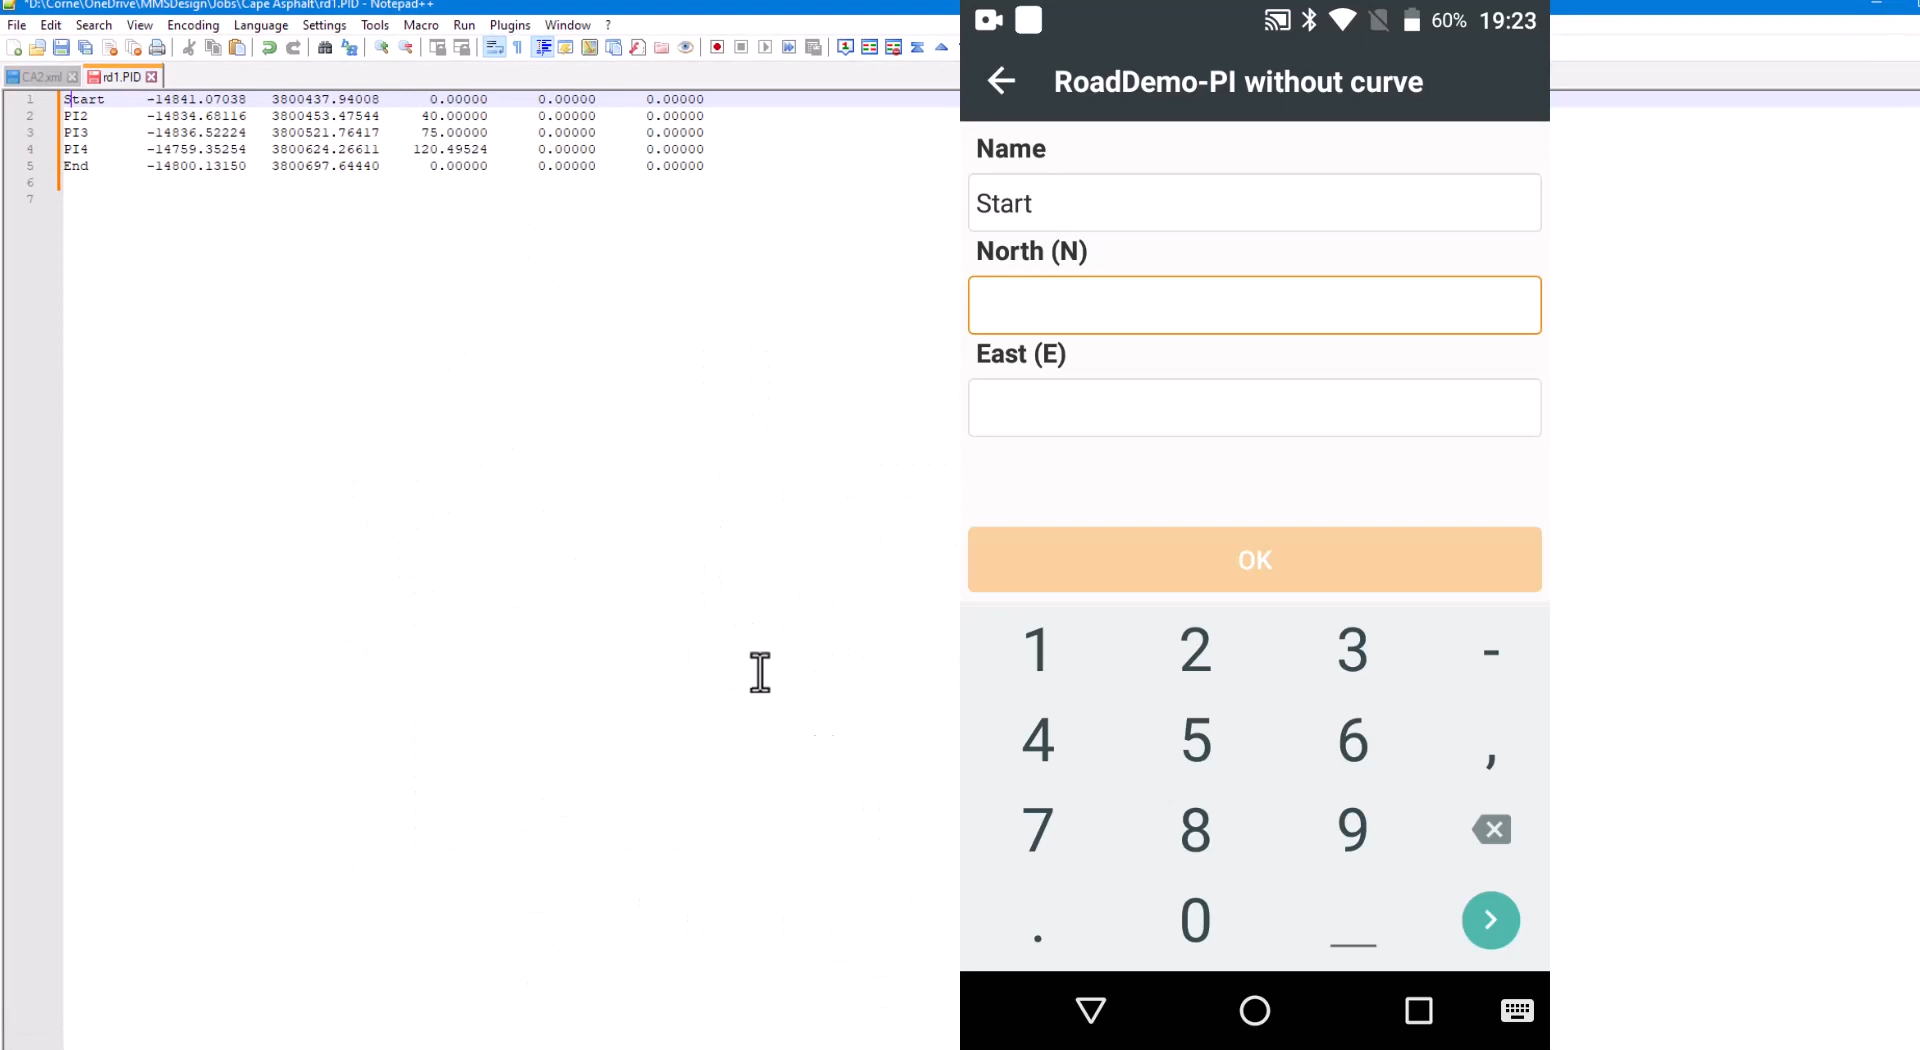 *D:\Corne\OneDrive\MMSDesign\Jobs\Cape Asphalt\rd1.PID - Notepad++
File Edit Search View Encoding Language Settings Tools Macro Run Plugins Window ?
CA2.xml rd1.PID
1 Start -14841.07038 3800437.94008 0.00000 0.00000 0.00000
2 PI2 -14834.68116 3800453.47544 40.00000 0.00000 0.00000
3 PI3 -14836.52224 3800521.76417 75.00000 0.00000 0.00000
4 PI4 -14759.35254 3800624.26611 120.49524 0.00000 0.00000
5 End -14800.13150 3800697.64440 0.00000 0.00000 0.00000
6
7
60% 19:23
RoadDemo-PI without curve
Name
Start
North (N)
East (E)
OK
1 2 3 -
4 5 6 ,
7 8 9
. 0 _